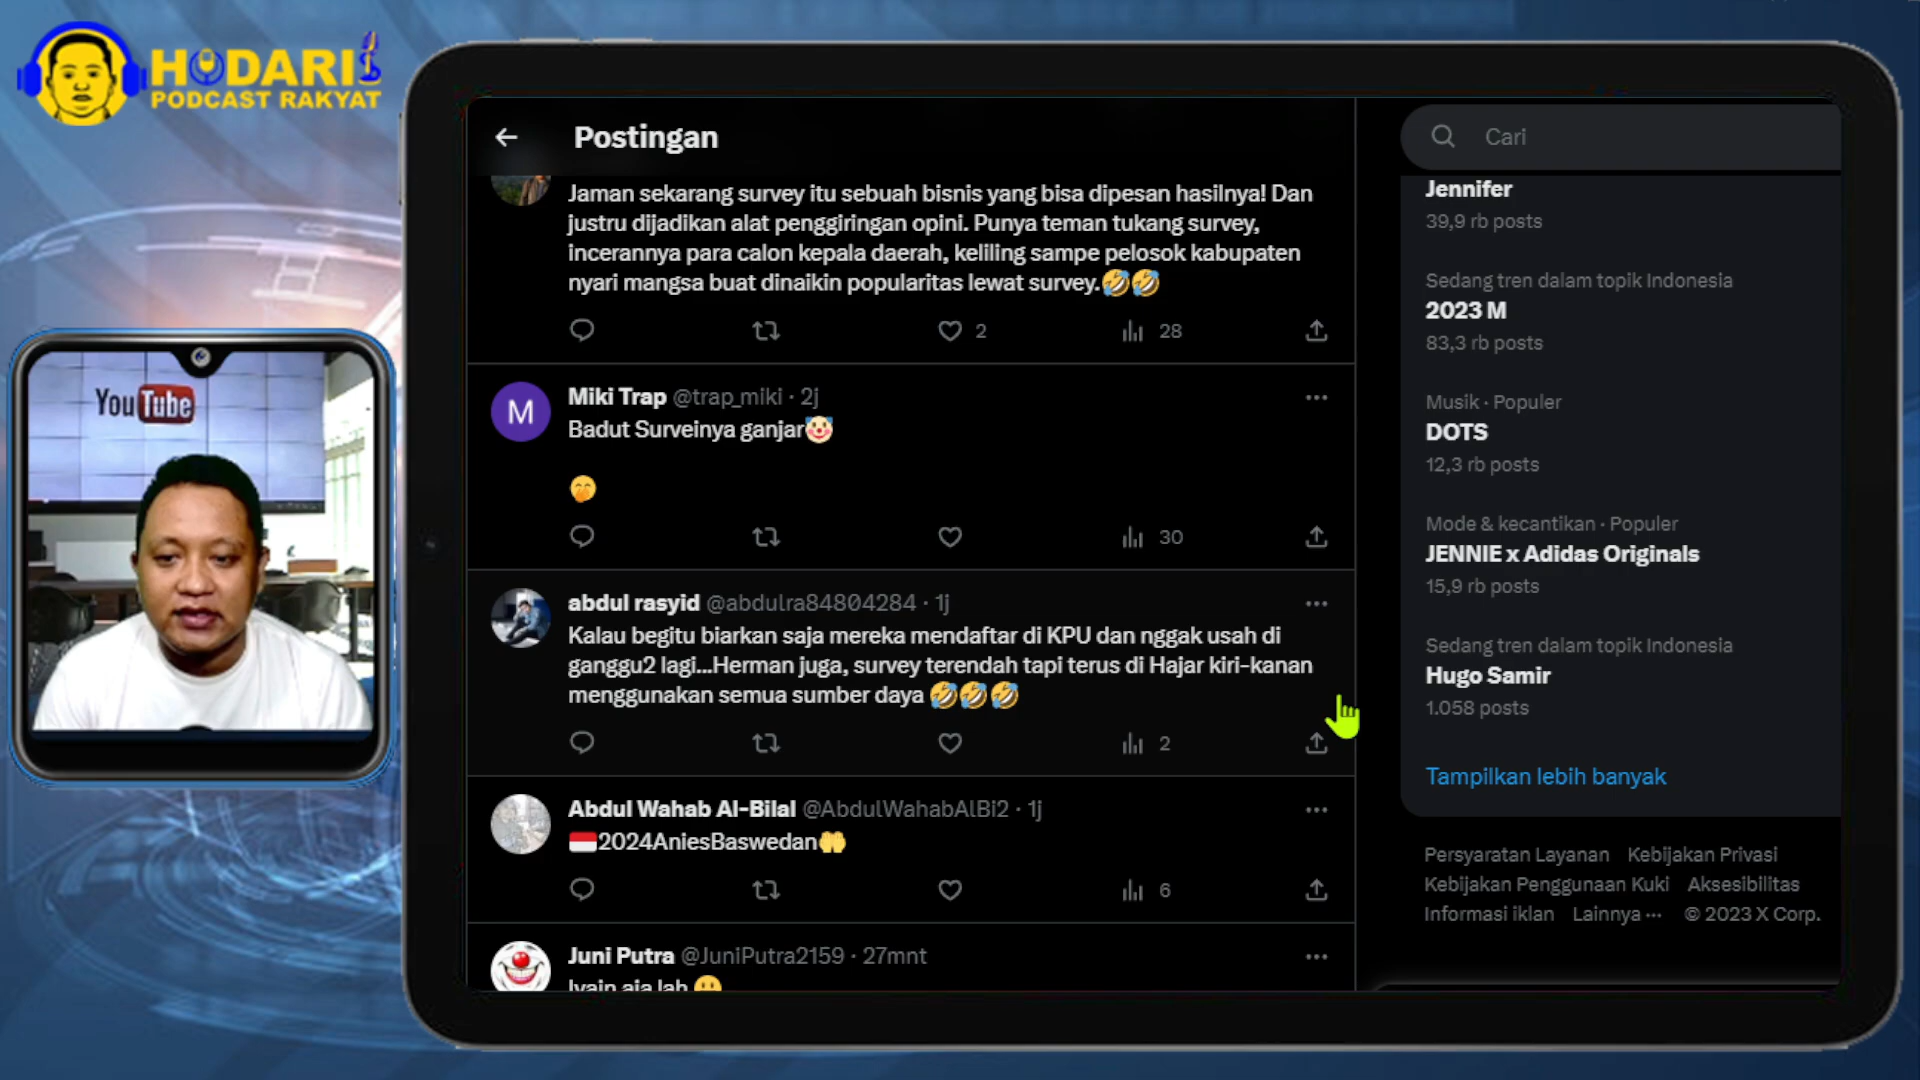 HODARI
PODCAST RAKYAT
YouTube
Postingan
Jaman sekarang survey itu sebuah bisnis yang bisa dipesan hasilnya! Dan
justru dijadikan alat penggiringan opini. Punya teman tukang survey,
incerannya para calon kepala daerah, keliling sampe pelosok kabupaten
nyari mangsa buat dinaikin popularitas lewat survey.🤣🤣
2
28
M
Miki Trap @trap_miki · 2j
Badut Surveinya ganjar🤡
🤭
30
abdul rasyid @abdulra84804284 · 1j
Kalau begitu biarkan saja mereka mendaftar di KPU dan nggak usah di
ganggu2 lagi...Herman juga, survey terendah tapi terus di Hajar kiri-kanan
menggunakan semua sumber daya 🤣🤣🤣
2
Abdul Wahab Al-Bilal @AbdulWahabAlBi2 · 1j
🇮🇩2024AniesBaswedan🤲
6
Juni Putra @JuniPutra2159 · 27mnt
Iyain aja lah
Cari
Jennifer
39,9 rb posts
Sedang tren dalam topik Indonesia
2023 M
83,3 rb posts
Musik · Populer
DOTS
12,3 rb posts
Mode & kecantikan · Populer
JENNIE x Adidas Originals
15,9 rb posts
Sedang tren dalam topik Indonesia
Hugo Samir
1.058 posts
Tampilkan lebih banyak
Persyaratan Layanan Kebijakan Privasi
Kebijakan Penggunaan Kuki Aksesibilitas
Informasi iklan Lainnya ··· © 2023 X Corp.